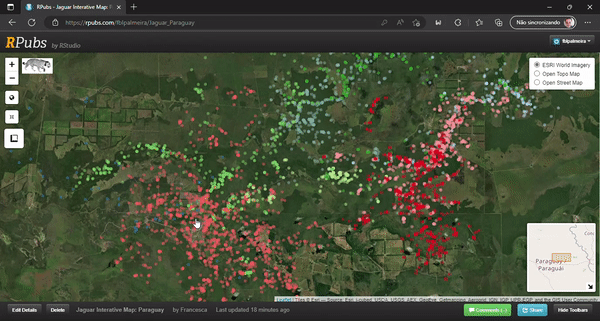 RPubs - Jaguar Interative Map: P
https://rpubs.com/fbipalmeira/Jaguar_Paraguay
Não sincronizando
RPubs by RStudio
fbipalmeira
ESRI World Imagery
Open Topo Map
Open Street Map
Paraguay /
Paraguái
Leaflet | Tiles © Esri — Source: Esri, i-cubed, USDA, USGS, AEX, GeoEye, Getmapping, Aerogrid, IGN, IGP, UPR-EGP, and the GIS User Community
Edit Details
Delete
Jaguar Interative Map: Paraguay
by Francesca
Last updated 18 minutes ago
Comments (-)
Share
Hide Toolbars